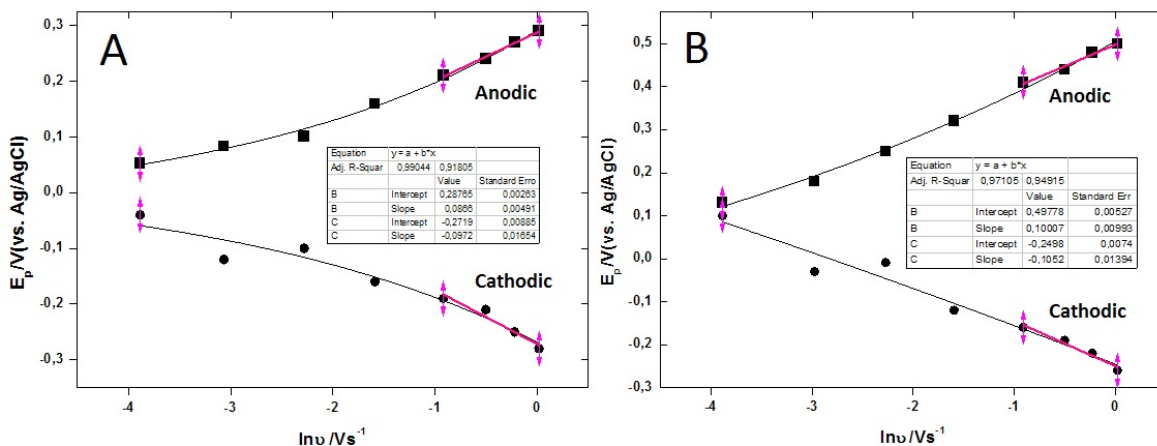 A
0,3
0,2
0,1
0,0
-0,1
-0,2
-0,3
E_p/V(vs. Ag/AgCl)
Anodic
Equation y = a + b*x
Adj. R-Squar 0,99044 0,91805
Value Standard Erro
B Intercept 0,28765 0,00263
B Slope 0,0866 0,00491
C Intercept -0,2719 0,00885
C Slope -0,0972 0,01654
Cathodic
-4 -3 -2 -1 0
lnυ /Vs⁻¹
B
0,5
0,4
0,3
0,2
0,1
0,0
-0,1
-0,2
-0,3
E_p/V(vs. Ag/AgCl)
Anodic
Equation y = a + b*x
Adj. R-Squar 0,97105 0,94915
Value Standard Err
B Intercept 0,49778 0,00527
B Slope 0,10007 0,00993
C Intercept -0,2498 0,0074
C Slope -0,1052 0,01394
Cathodic
-4 -3 -2 -1 0
lnυ /Vs⁻¹